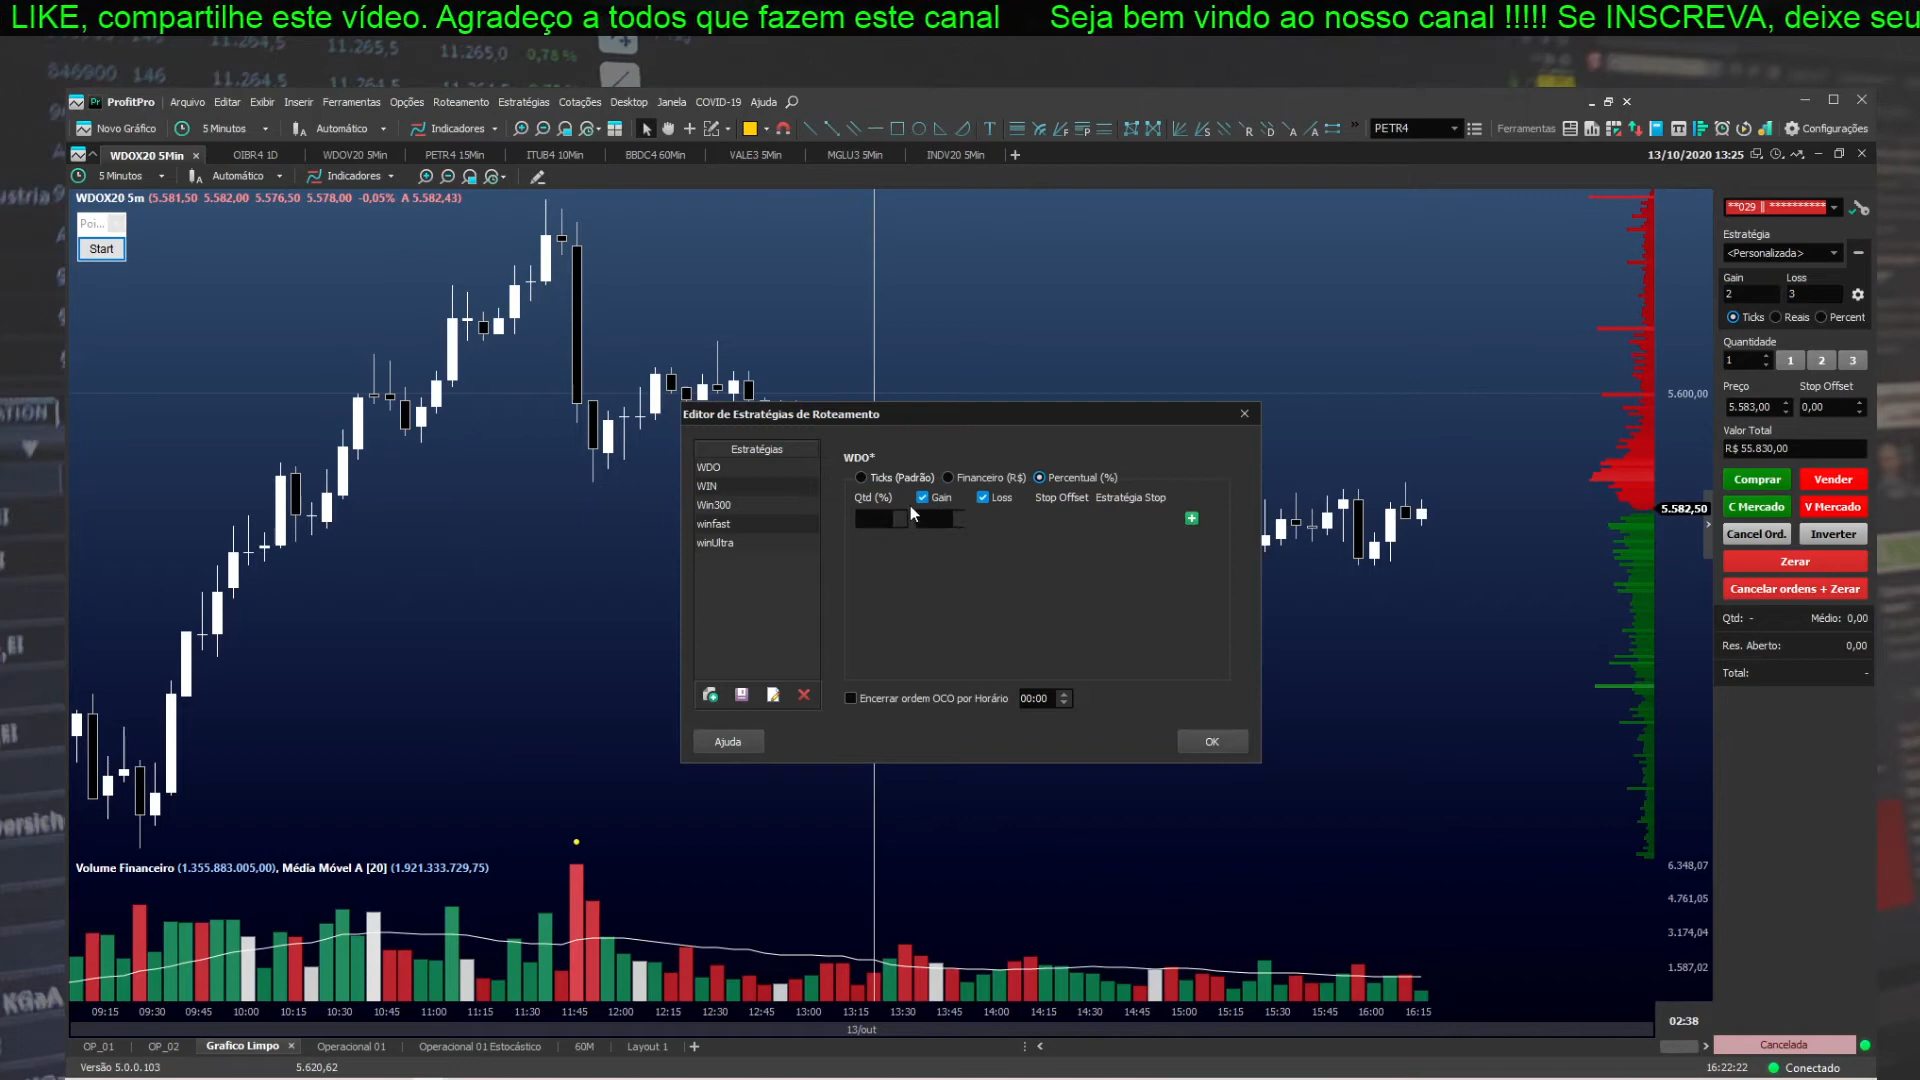 LIKE, compartilhe este vídeo. Agradeço a todos que fazem este canal Seja bem vindo ao nosso canal !!!!! Se INSCREVA, deixe seu
846900 146 11.264,5 11.265,0 0,78 %
ProfitPro Arquivo Editar Exibir Inserir Ferramentas Opções Roteamento Estratégias Cotações Desktop Janela COVID-19 Ajuda
Novo Gráfico 5 Minutos Automático Indicadores PETR4 Ferramentas Configurações
WDOX20 5Min OIBR4 1D WDOV20 5Min PETR4 15Min ITUB4 10Min BBDC4 60Min VALE3 5Min MGLU3 5Min INDV20 5Min 13/10/2020 13:25
5 Minutos Automático Indicadores
WDOX20 5m (5.581,50 5.582,00 5.576,50 5.578,00 -0,05% A 5.582,43)
Poi...
Start
**029 || **********
Estratégia
<Personalizada>
Gain Loss
2 3
Ticks Reais Percent
Quantidade
1 1 2 3
Preço Stop Offset
5.583,00 0,00
Valor Total
R$ 55.830,00
Comprar Vender
C Mercado V Mercado
Cancel Ord. Inverter
Zerar
Cancelar ordens + Zerar
Qtd: - Médio: 0,00
Res. Aberto: 0,00
Total: -
5.600,00
5.582,50
Editor de Estratégias de Roteamento
Estratégias
WDO
WIN
Win300
winfast
winUltra
WDO*
Ticks (Padrão) Financeiro (R$) Percentual (%)
Qtd (%) Gain Loss Stop Offset Estratégia Stop
Encerrar ordem OCO por Horário 00:00
Ajuda OK
Volume Financeiro (1.355.883.005,00), Média Móvel A [20] (1.921.333.729,75)
6.348,07
4.761,05
3.174,04
1.587,02
09:15 09:30 09:45 10:00 10:15 10:30 10:45 11:00 11:15 11:30 11:45 12:00 12:15 12:30 12:45 13:00 13:15 13:30 13:45 14:00 14:15 14:30 14:45 15:00 15:15 15:30 15:45 16:00 16:15
13/out
02:38
OP_01 OP_02 Grafico Limpo Operacional 01 Operacional 01 Estocástico 60M Layout 1
Cancelada
Versão 5.0.0.103 5.620,62 16:22:22 Conectado